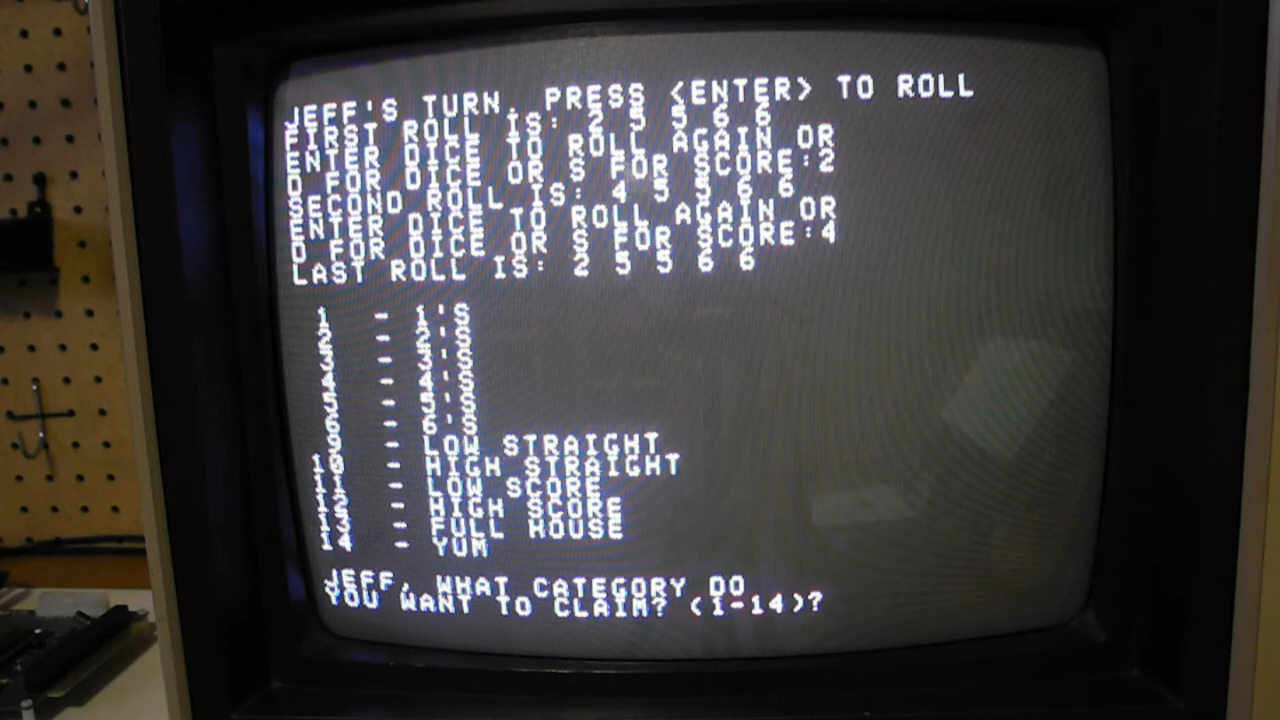 JEFF'S TURN. PRESS <ENTER> TO ROLL
FIRST ROLL IS: 2 5 5 6 6
ENTER DICE TO ROLL AGAIN OR
D FOR DICE OR S FOR SCORE:2
SECOND ROLL IS: 4 5 5 6 6
ENTER DICE TO ROLL AGAIN OR
D FOR DICE OR S FOR SCORE:4
LAST ROLL IS: 2 5 5 6 6
1 - 1'S
2 - 2'S
3 - 3'S
4 - 4'S
5 - 5'S
6 - 6'S
9 - LOW STRAIGHT
10 - HIGH STRAIGHT
11 - LOW SCORE
12 - HIGH SCORE
13 - FULL HOUSE
14 - YUM
JEFF, WHAT CATEGORY DO
YOU WANT TO CLAIM? (1-14)?